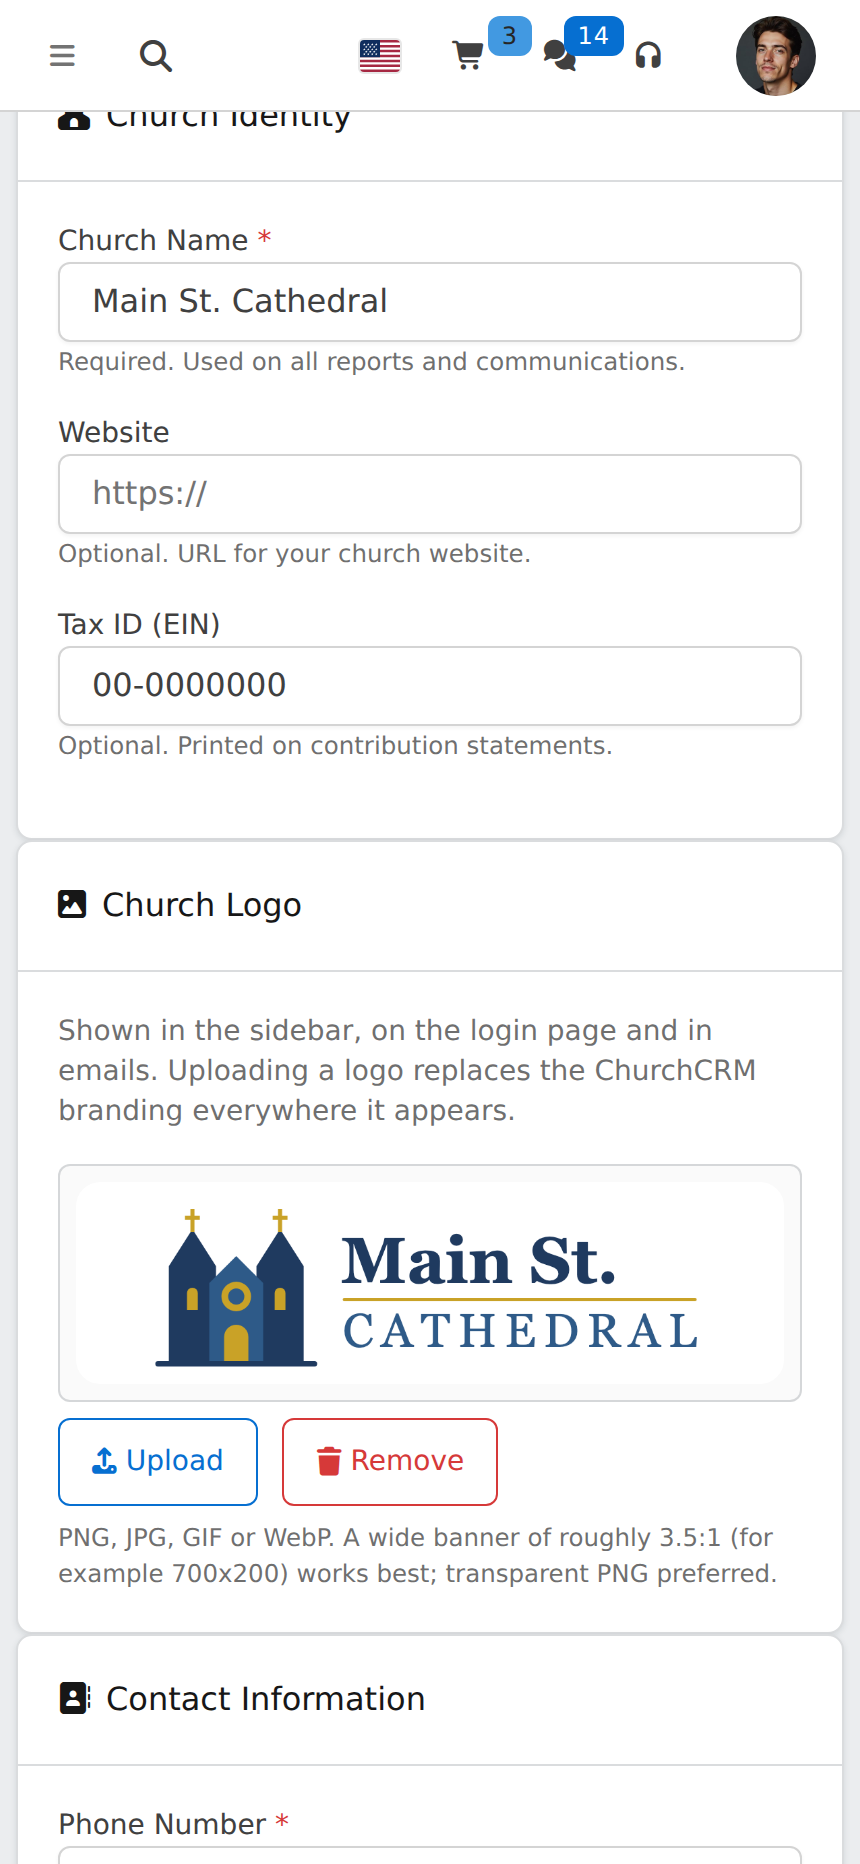 3
14
Church Identity
Church Name *
Main St. Cathedral
Required. Used on all reports and communications.
Website
https://
Optional. URL for your church website.
Tax ID (EIN)
00-0000000
Optional. Printed on contribution statements.
Church Logo
Shown in the sidebar, on the login page and in
emails. Uploading a logo replaces the ChurchCRM
branding everywhere it appears.
Main St.
CATHEDRAL
Upload
Remove
PNG, JPG, GIF or WebP. A wide banner of roughly 3.5:1 (for
example 700x200) works best; transparent PNG preferred.
Contact Information
Phone Number *